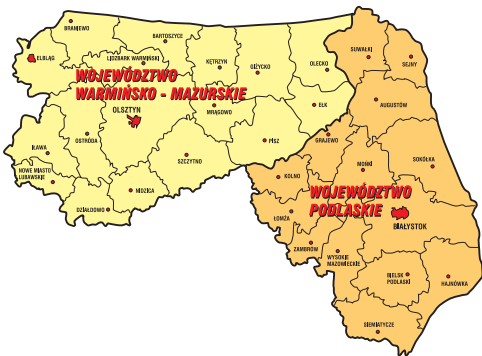 BRANIEWO
BARTOSZYCE
SUWAŁKI
SEJNY
ELBLĄG
LIDZBARK WARMIŃSKI
KĘTRZYN
GIŻYCKO
OLECKO
WOJEWÓDZTWO
WARMIŃSKO - MAZURSKIE
OLSZTYN
MRĄGOWO
EŁK
AUGUSTÓW
OSTRÓDA
PISZ
GRAJEWO
IŁAWA
SZCZYTNO
MOŃKI
SOKÓŁKA
NOWE MIASTO
LUBAWSKIE
NIDZICA
KOLNO
WOJEWÓDZTWO
PODLASKIE
DZIAŁDOWO
ŁOMŻA
BIAŁYSTOK
ZAMBRÓW
WYSOKIE
MAZOWIECKIE
BIELSK
PODLASKI
HAJNÓWKA
SIEMIATYCZE